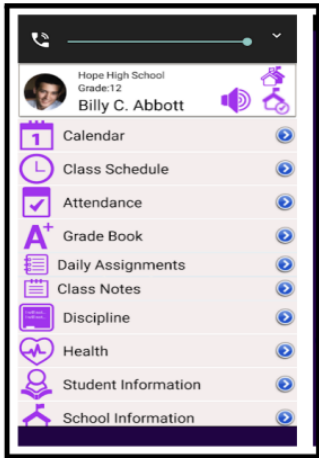 Hope High School
Grade:12
Billy C. Abbott
1
Calendar
Class Schedule
Attendance
A+
Grade Book
Daily Assignments
Class Notes
Discipline
Health
Student Information
School Information